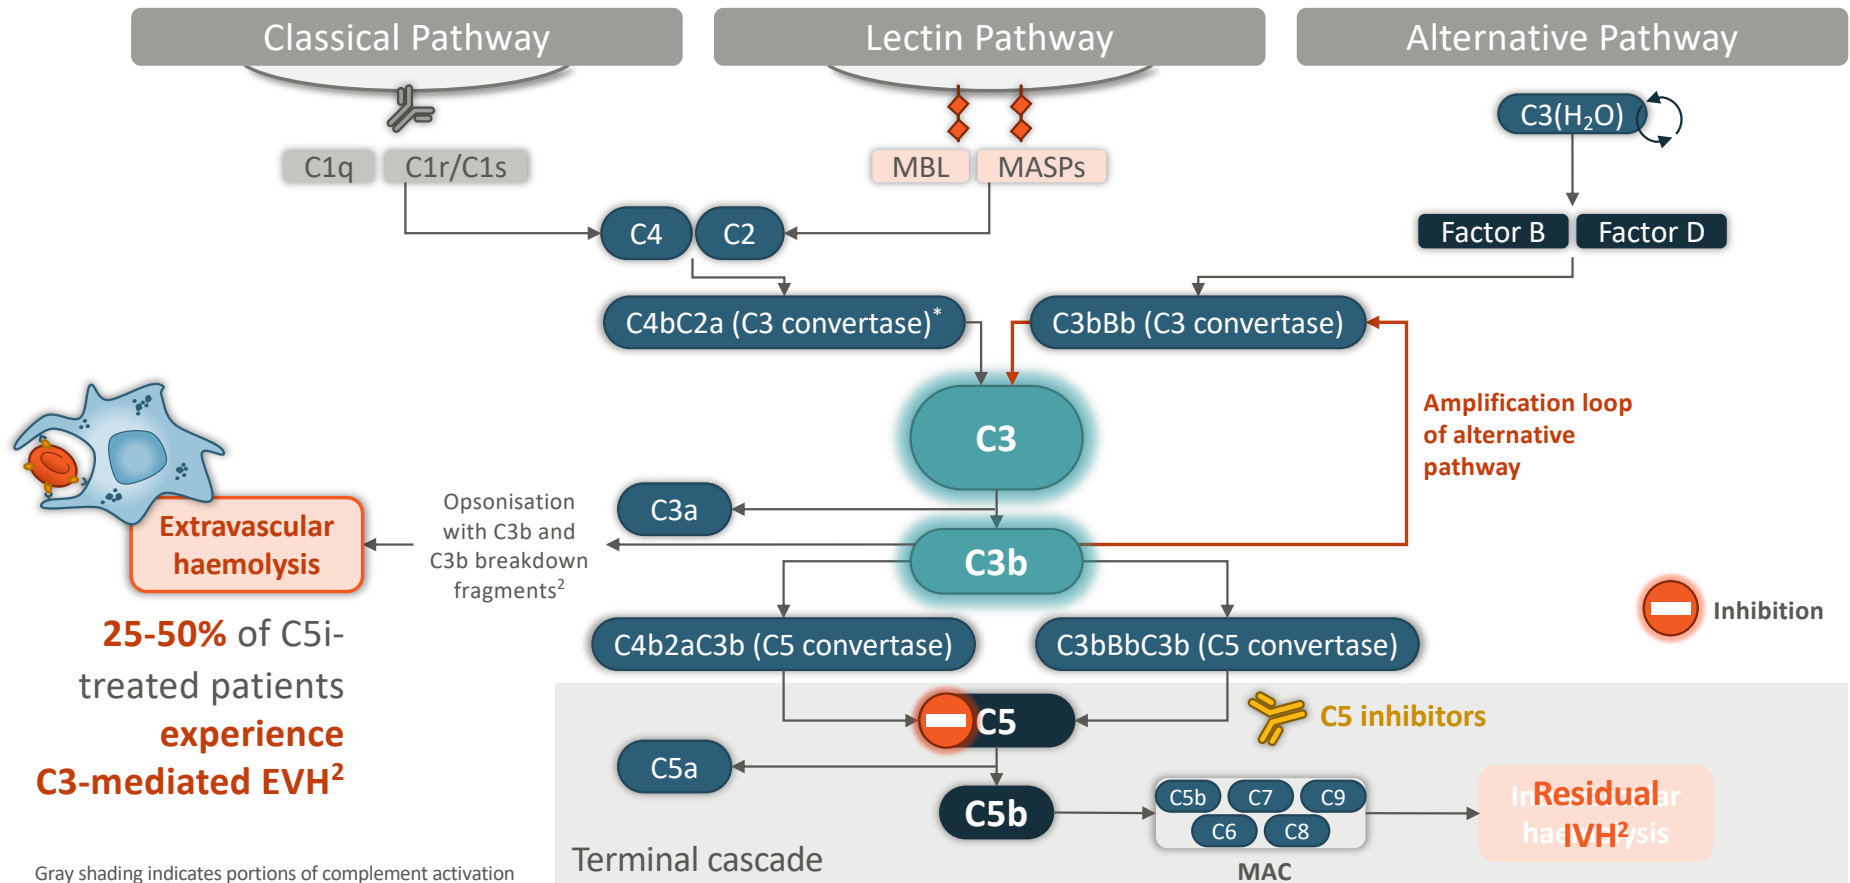 Classical Pathway
Lectin Pathway
Alternative Pathway
C3(H₂O)
C1q
C1r/C1s
MBL
MASPs
C4
C2
Factor B
Factor D
C4bC2a (C3 convertase)*
C3bBb (C3 convertase)
C3
Amplification loop
of alternative
pathway
C3a
Opsonisation
with C3b and
C3b breakdown
fragments²
Extravascular
haemolysis
C3b
Inhibition
25-50% of C5i-
treated patients
experience
C3-mediated EVH²
C4b2aC3b (C5 convertase)
C3bBbC3b (C5 convertase)
C5
C5 inhibitors
C5a
C5b
C5b
C7
C9
C6
C8
MAC
Residual
IVH²
haemolysis
Terminal cascade
Gray shading indicates portions of complement activation